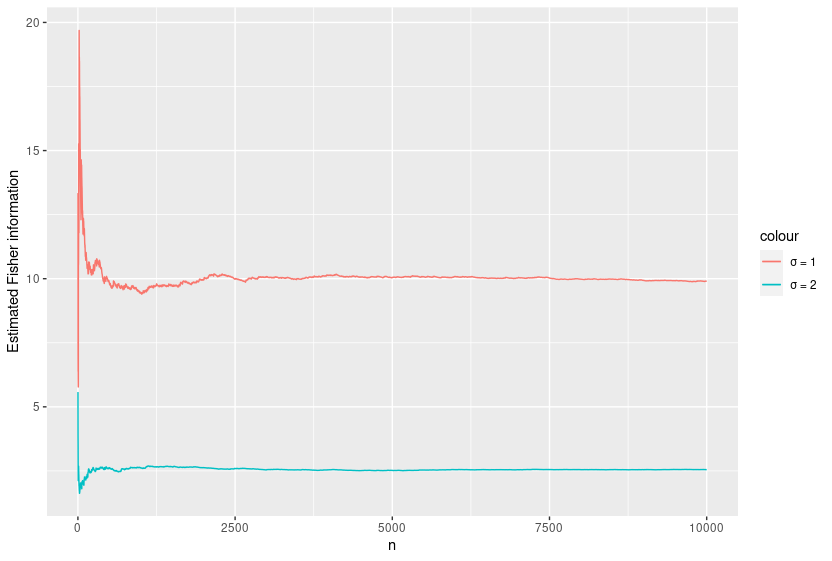 Estimated Fisher information
20
15
10
5
0
2500
5000
7500
10000
n
colour
σ = 1
σ = 2